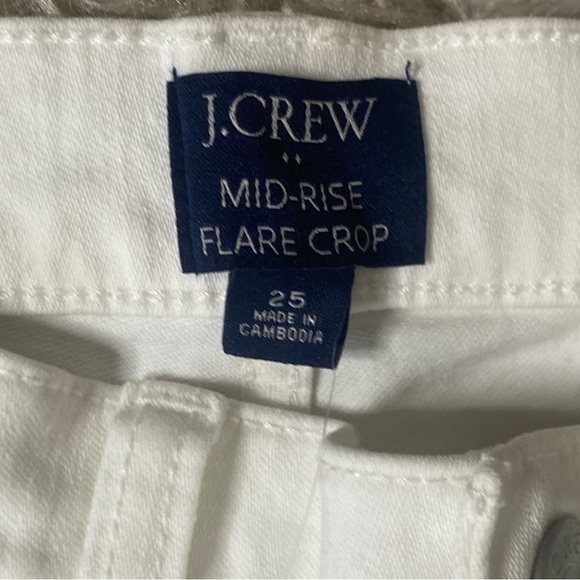 J.CREW
MID-RISE
FLARE CROP
25
MADE IN
CAMBODIA